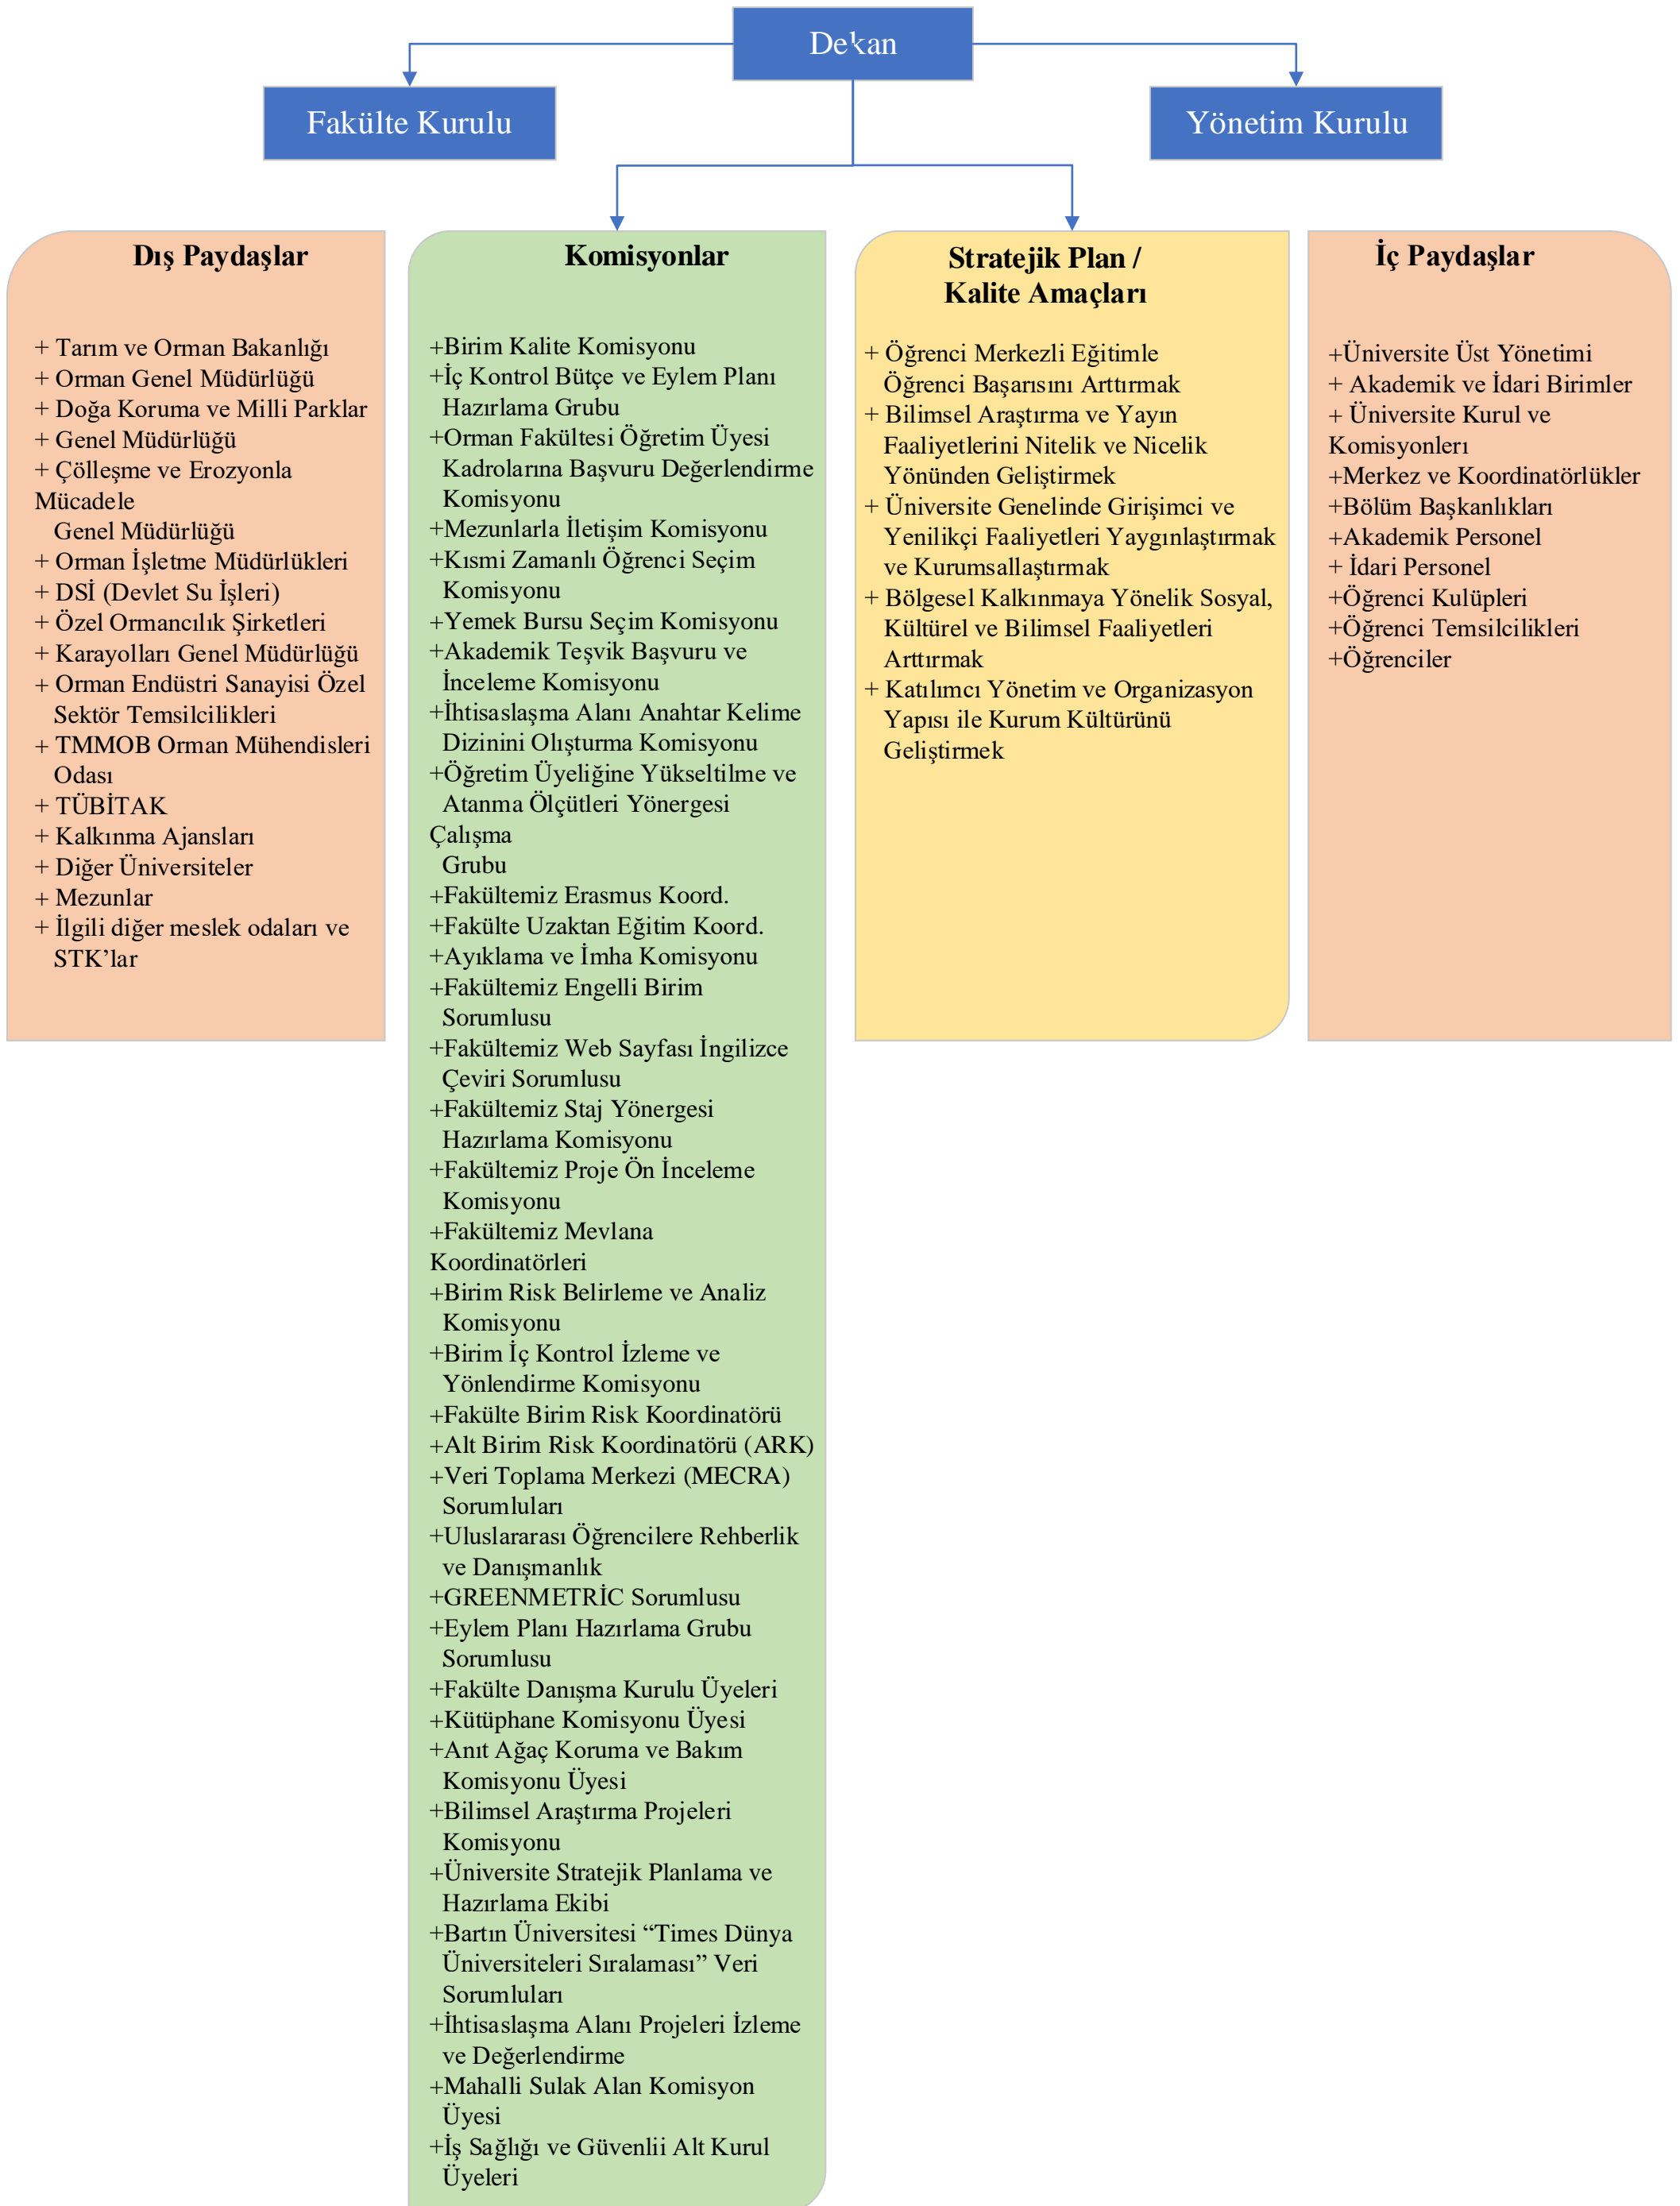 Dekan
Fakülte Kurulu
Yönetim Kurulu
Dış Paydaşlar
+ Tarım ve Orman Bakanlığı
+ Orman Genel Müdürlüğü
+ Doğa Koruma ve Milli Parklar
+ Genel Müdürlüğü
+ Çölleşme ve Erozyonla
Mücadele
Genel Müdürlüğü
+ Orman İşletme Müdürlükleri
+ DSİ (Devlet Su İşleri)
+ Özel Ormancılık Şirketleri
+ Karayolları Genel Müdürlüğü
+ Orman Endüstri Sanayisi Özel
Sektör Temsilcilikleri
+ TMMOB Orman Mühendisleri
Odası
+ TÜBİTAK
+ Kalkınma Ajansları
+ Diğer Üniversiteler
+ Mezunlar
+ İlgili diğer meslek odaları ve
STK’lar
Komisyonlar
+Birim Kalite Komisyonu
+İç Kontrol Bütçe ve Eylem Planı
Hazırlama Grubu
+Orman Fakültesi Öğretim Üyesi
Kadrolarına Başvuru Değerlendirme
Komisyonu
+Mezunlarla İletişim Komisyonu
+Kısmi Zamanlı Öğrenci Seçim
Komisyonu
+Yemek Bursu Seçim Komisyonu
+Akademik Teşvik Başvuru ve
İnceleme Komisyonu
+İhtisaslaşma Alanı Anahtar Kelime
Dizinini Olışturma Komisyonu
+Öğretim Üyeliğine Yükseltilme ve
Atanma Ölçütleri Yönergesi
Çalışma
Grubu
+Fakültemiz Erasmus Koord.
+Fakülte Uzaktan Eğitim Koord.
+Ayıklama ve İmha Komisyonu
+Fakültemiz Engelli Birim
Sorumlusu
+Fakültemiz Web Sayfası İngilizce
Çeviri Sorumlusu
+Fakültemiz Staj Yönergesi
Hazırlama Komisyonu
+Fakültemiz Proje Ön İnceleme
Komisyonu
+Fakültemiz Mevlana
Koordinatörleri
+Birim Risk Belirleme ve Analiz
Komisyonu
+Birim İç Kontrol İzleme ve
Yönlendirme Komisyonu
+Fakülte Birim Risk Koordinatörü
+Alt Birim Risk Koordinatörü (ARK)
+Veri Toplama Merkezi (MECRA)
Sorumluları
+Uluslararası Öğrencilere Rehberlik
ve Danışmanlık
+GREENMETRİC Sorumlusu
+Eylem Planı Hazırlama Grubu
Sorumlusu
+Fakülte Danışma Kurulu Üyeleri
+Kütüphane Komisyonu Üyesi
+Anıt Ağaç Koruma ve Bakım
Komisyonu Üyesi
+Bilimsel Araştırma Projeleri
Komisyonu
+Üniversite Stratejik Planlama ve
Hazırlama Ekibi
+Bartın Üniversitesi “Times Dünya
Üniversiteleri Sıralaması” Veri
Sorumluları
+İhtisaslaşma Alanı Projeleri İzleme
ve Değerlendirme
+Mahalli Sulak Alan Komisyon
Üyesi
+İş Sağlığı ve Güvenlii Alt Kurul
Üyeleri
Stratejik Plan /
Kalite Amaçları
+ Öğrenci Merkezli Eğitimle
Öğrenci Başarısını Arttırmak
+ Bilimsel Araştırma ve Yayın
Faaliyetlerini Nitelik ve Nicelik
Yönünden Geliştirmek
+ Üniversite Genelinde Girişimci ve
Yenilikçi Faaliyetleri Yaygınlaştırmak
ve Kurumsallaştırmak
+ Bölgesel Kalkınmaya Yönelik Sosyal,
Kültürel ve Bilimsel Faaliyetleri
Arttırmak
+ Katılımcı Yönetim ve Organizasyon
Yapısı ile Kurum Kültürünü
Geliştirmek
İç Paydaşlar
+Üniversite Üst Yönetimi
+ Akademik ve İdari Birimler
+ Üniversite Kurul ve
Komisyonları
+Merkez ve Koordinatörlükler
+Bölüm Başkanlıkları
+Akademik Personel
+ İdari Personel
+Öğrenci Kulüpleri
+Öğrenci Temsilcilikleri
+Öğrenciler